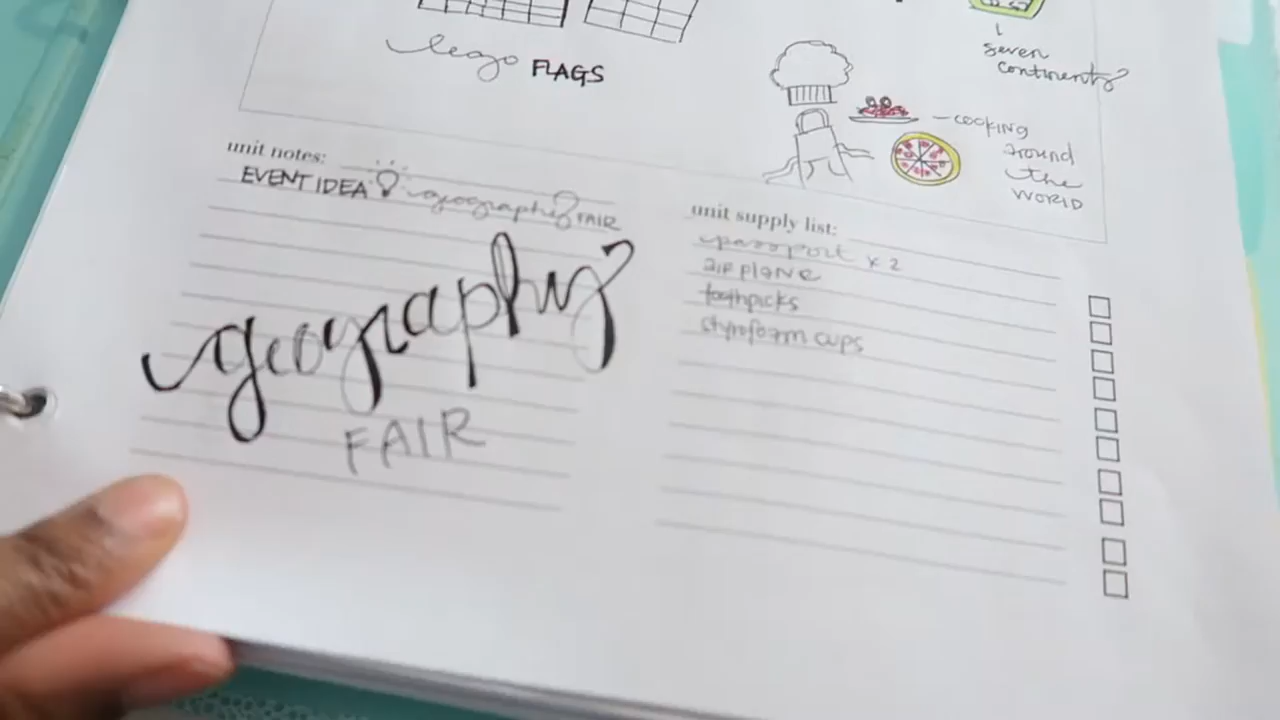 lego FLAGS
seven
continents
cooking
around
the
WORLD
unit notes:
EVENT IDEA geography FAIR
geography
FAIR
unit supply list:
passport x 2
airplane
toothpicks
styrofoam cups